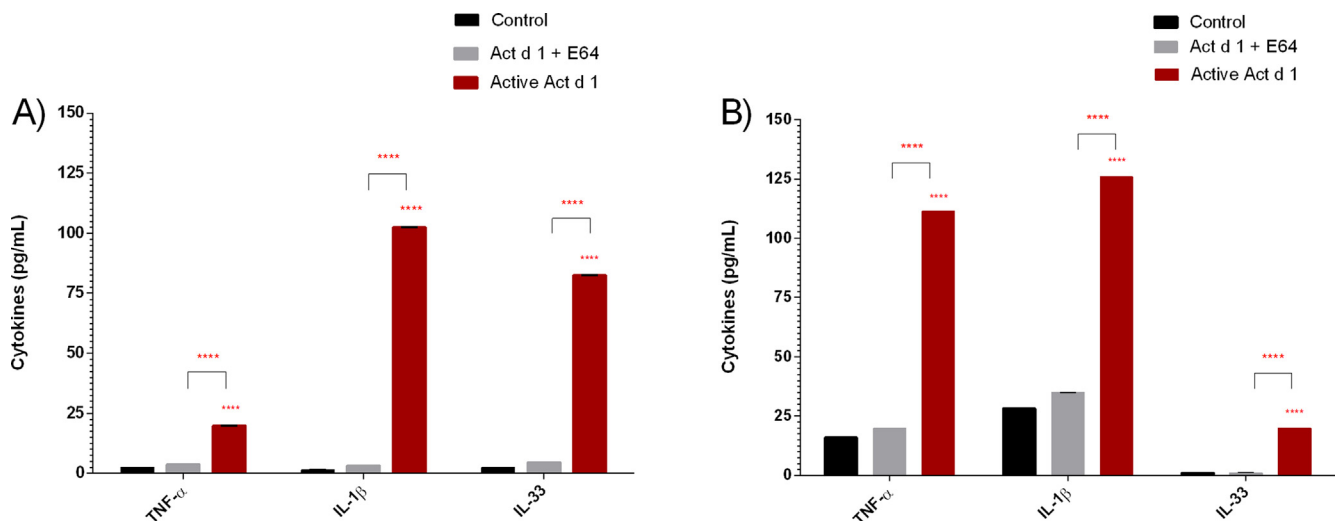 Control
Act d 1 + E64
Active Act d 1
A)
Cytokines (pg/mL)
150
125
100
75
50
25
0
****
****
****
****
****
****
TNF-α
IL-1β
IL-33
Control
Act d 1 + E64
Active Act d 1
B)
Cytokines (pg/mL)
150
125
100
75
50
25
0
****
****
****
****
****
****
TNF-α
IL-1β
IL-33